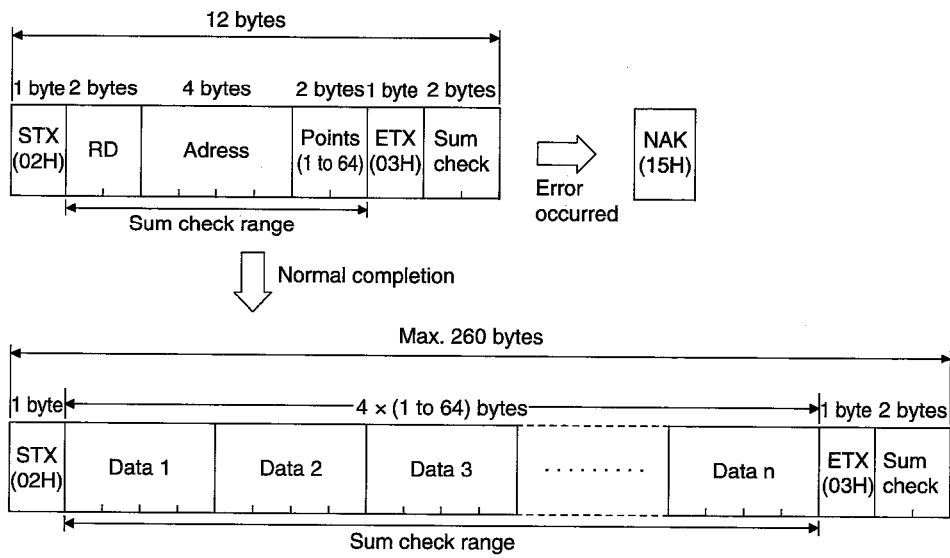 12 bytes
1 byte 2 bytes 4 bytes 2 bytes 1 byte 2 bytes
STX
(02H)
RD
Adress
Points
(1 to 64)
ETX
(03H)
Sum
check
Sum check range
Error
occurred
NAK
(15H)
Normal completion
Max. 260 bytes
1 byte 4 × (1 to 64) bytes 1 byte 2 bytes
STX
(02H)
Data 1
Data 2
Data 3
·········
Data n
ETX
(03H)
Sum
check
Sum check range